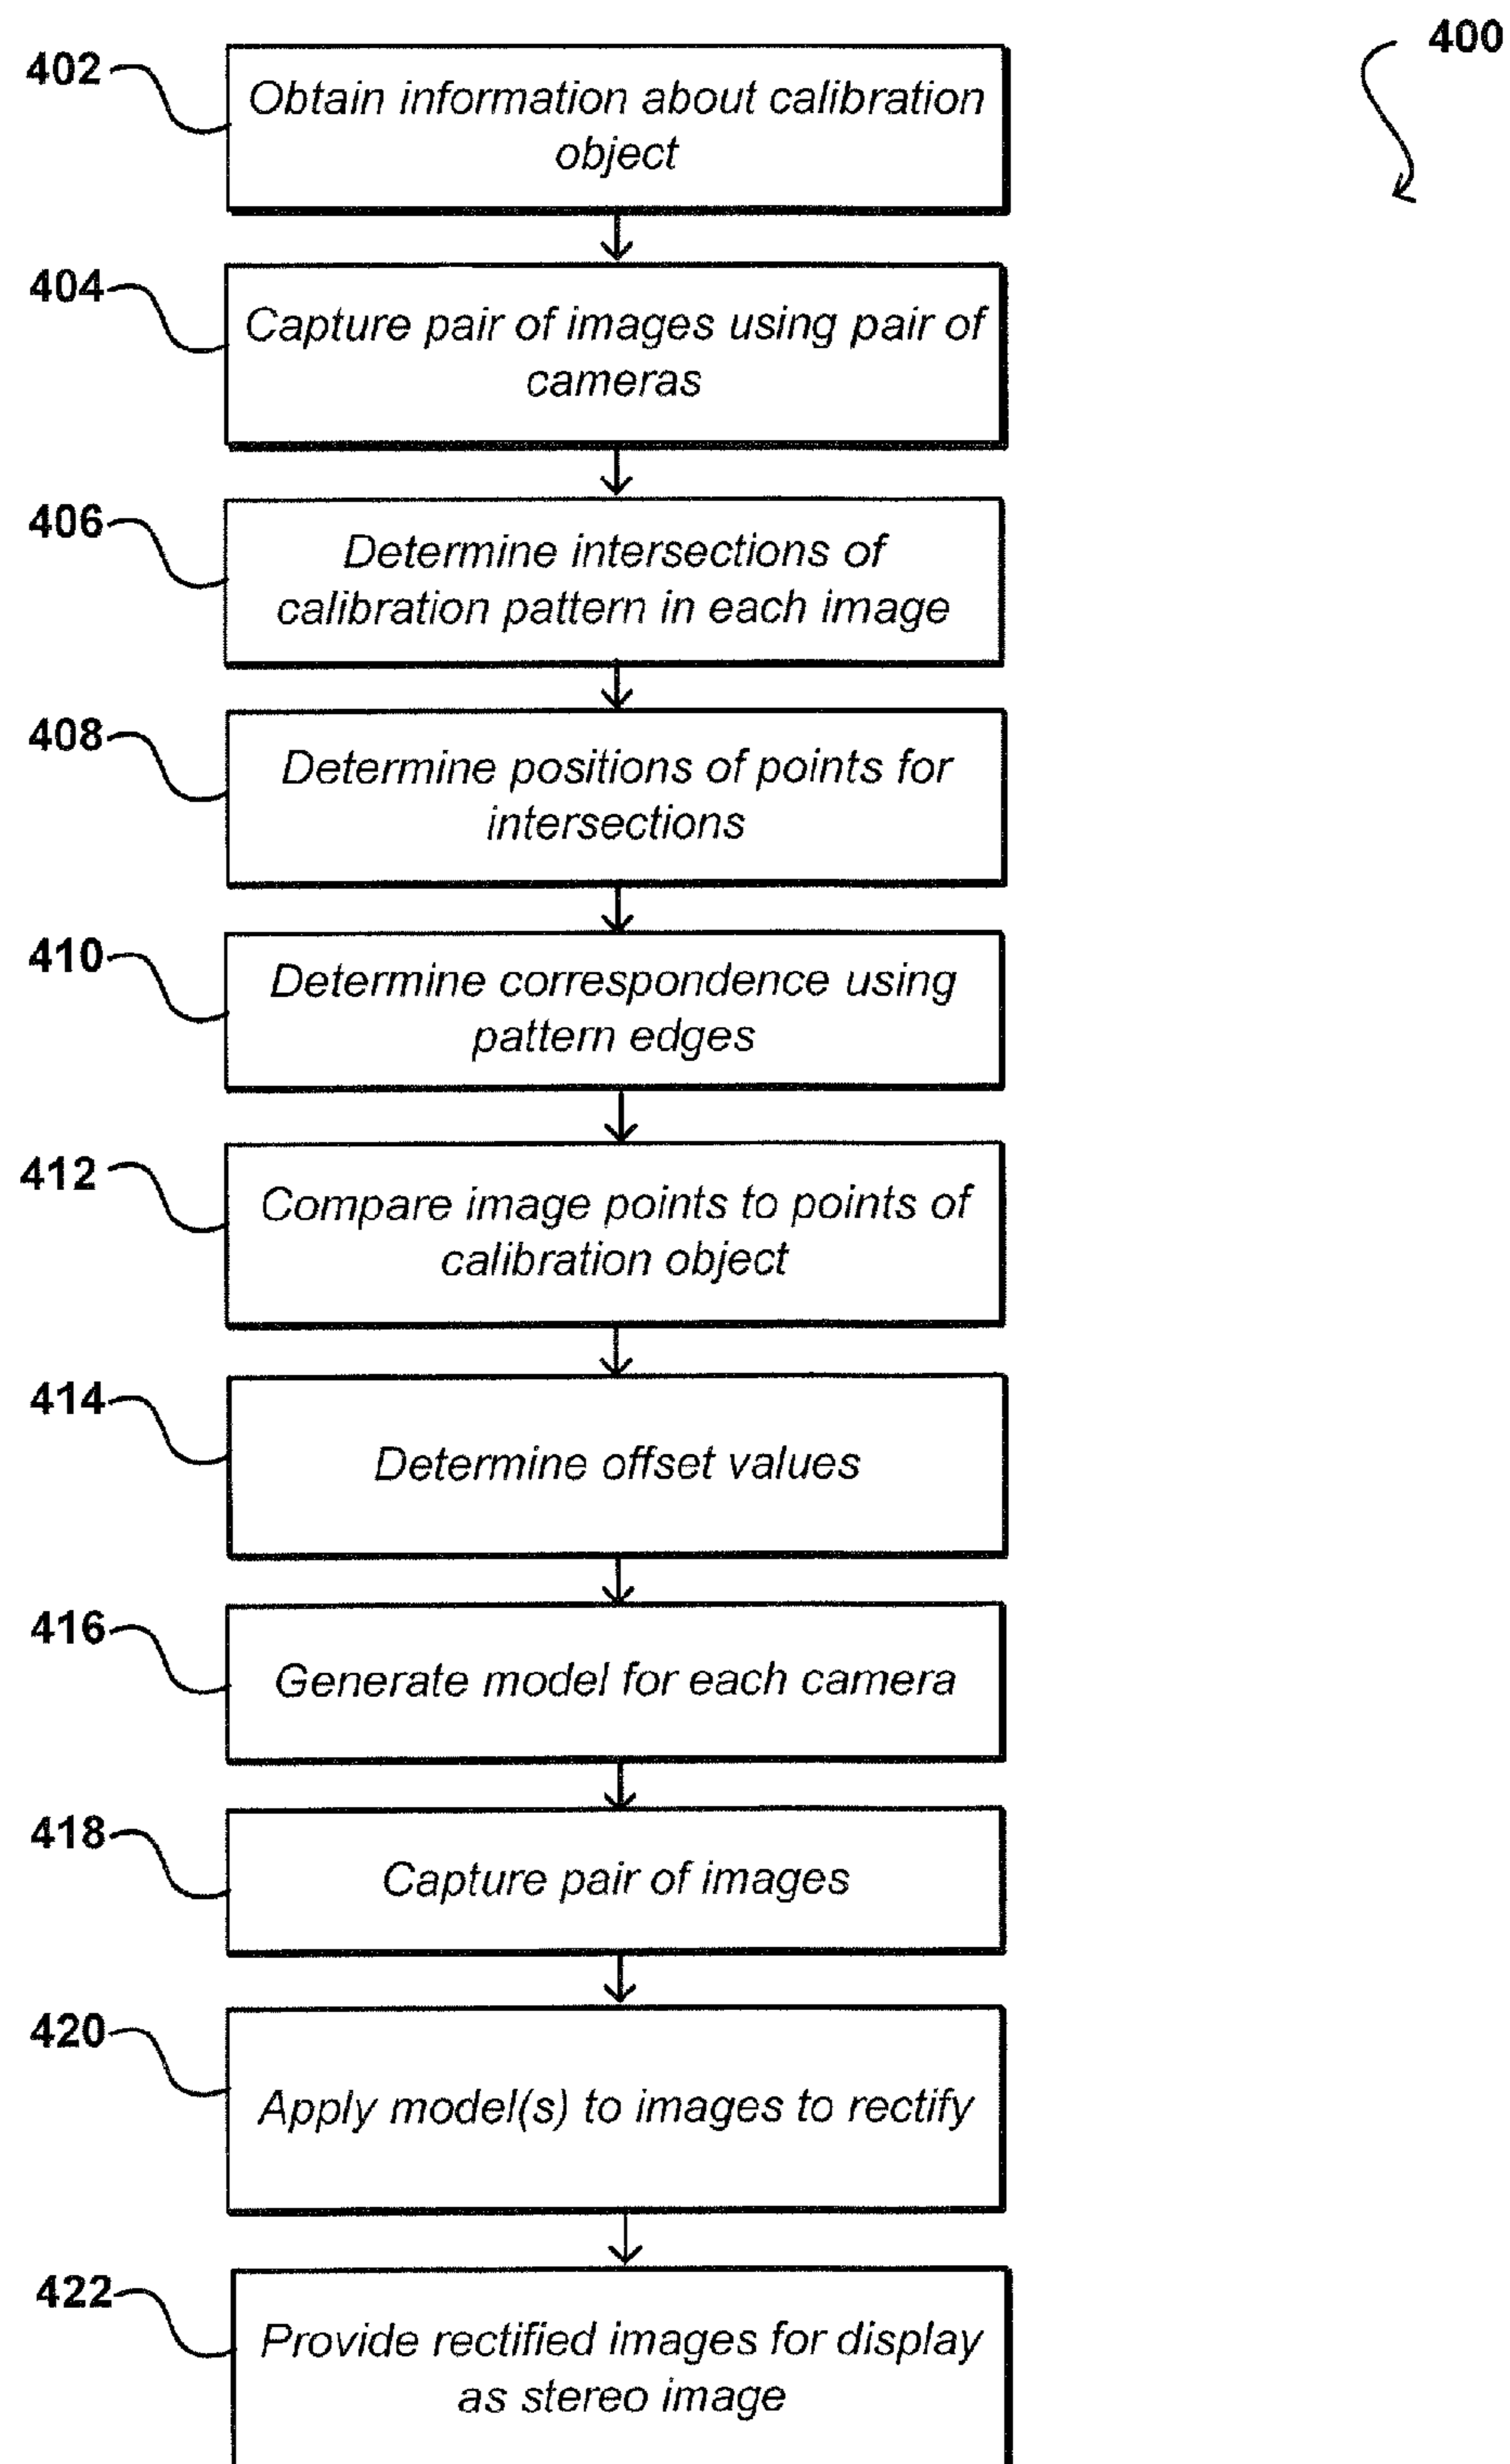 400
402
Obtain information about calibration
object
404
Capture pair of images using pair of
cameras
406
Determine intersections of
calibration pattern in each image
408
Determine positions of points for
intersections
410
Determine correspondence using
pattern edges
412
Compare image points to points of
calibration object
414
Determine offset values
416
Generate model for each camera
418
Capture pair of images
420
Apply model(s) to images to rectify
422
Provide rectified images for display
as stereo image